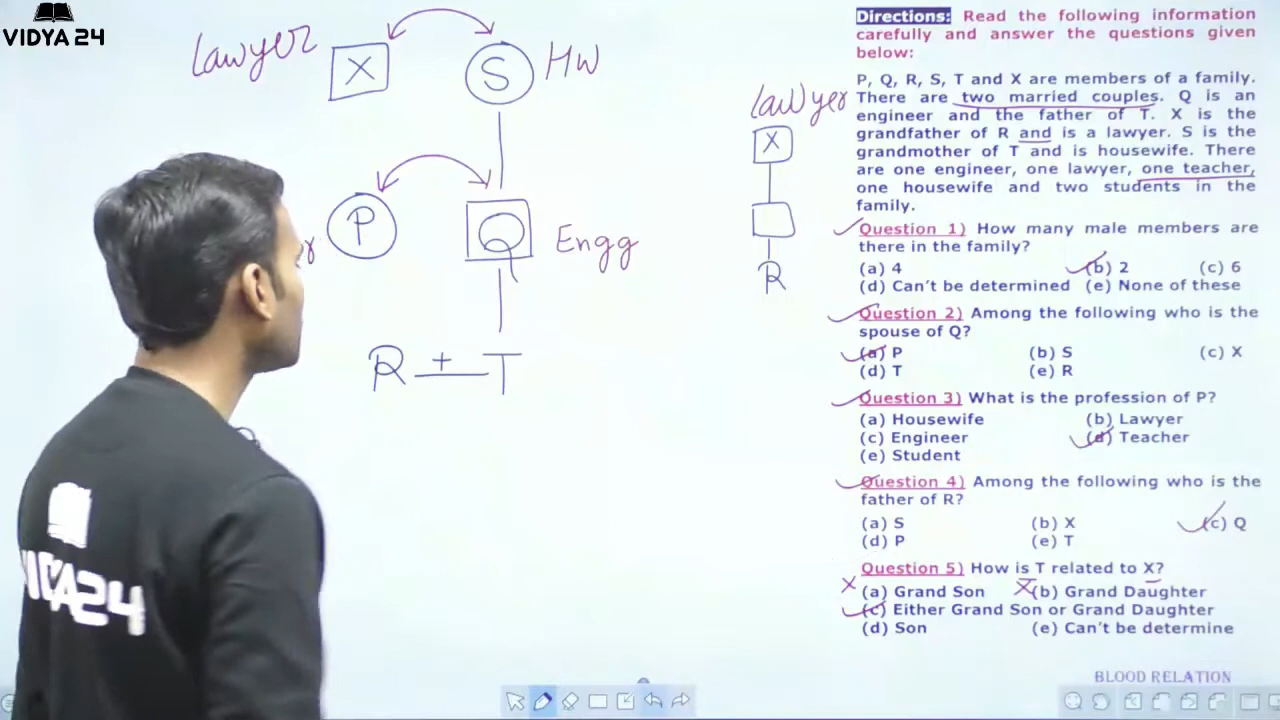 VIDYA 24
Lawyer X S HW
P Q Engg
R + T
Lawyer
X
R
Directions: Read the following information
carefully and answer the questions given
below:
P, Q, R, S, T and X are members of a family.
There are two married couples. Q is an
engineer and the father of T. X is the
grandfather of R and is a lawyer. S is the
grandmother of T and is housewife. There
are one engineer, one lawyer, one teacher,
one housewife and two students in the
family.
Question 1) How many male members are
there in the family?
(a) 4 (b) 2 (c) 6
(d) Can't be determined (e) None of these
Question 2) Among the following who is the
spouse of Q?
(a) P (b) S (c) X
(d) T (e) R
Question 3) What is the profession of P?
(a) Housewife (b) Lawyer
(c) Engineer (d) Teacher
(e) Student
Question 4) Among the following who is the
father of R?
(a) S (b) X (c) Q
(d) P (e) T
Question 5) How is T related to X?
(a) Grand Son (b) Grand Daughter
(c) Either Grand Son or Grand Daughter
(d) Son (e) Can't be determine
BLOOD RELATION
VIDYA24